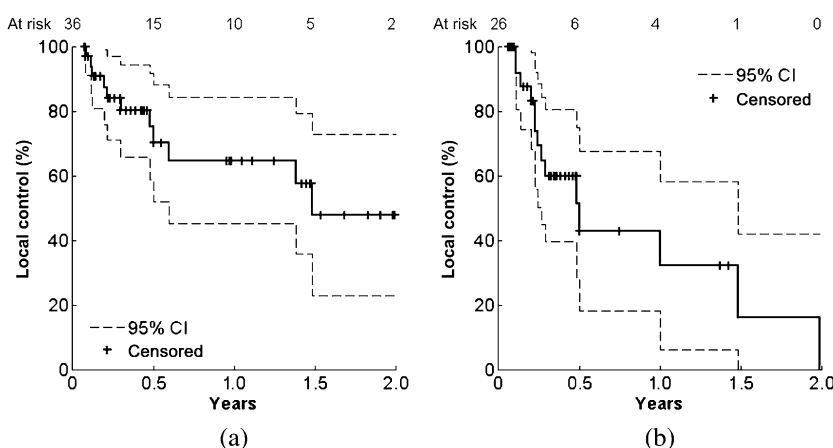 At risk 36 15 10 5 2
100
80
60
40
20
0
Local control (%)
95% CI
Censored
0 0.5 1.0 1.5 2.0
Years
(a)
At risk 26 6 4 1 0
100
80
60
40
20
0
Local control (%)
95% CI
Censored
0 0.5 1.0 1.5 2.0
Years
(b)